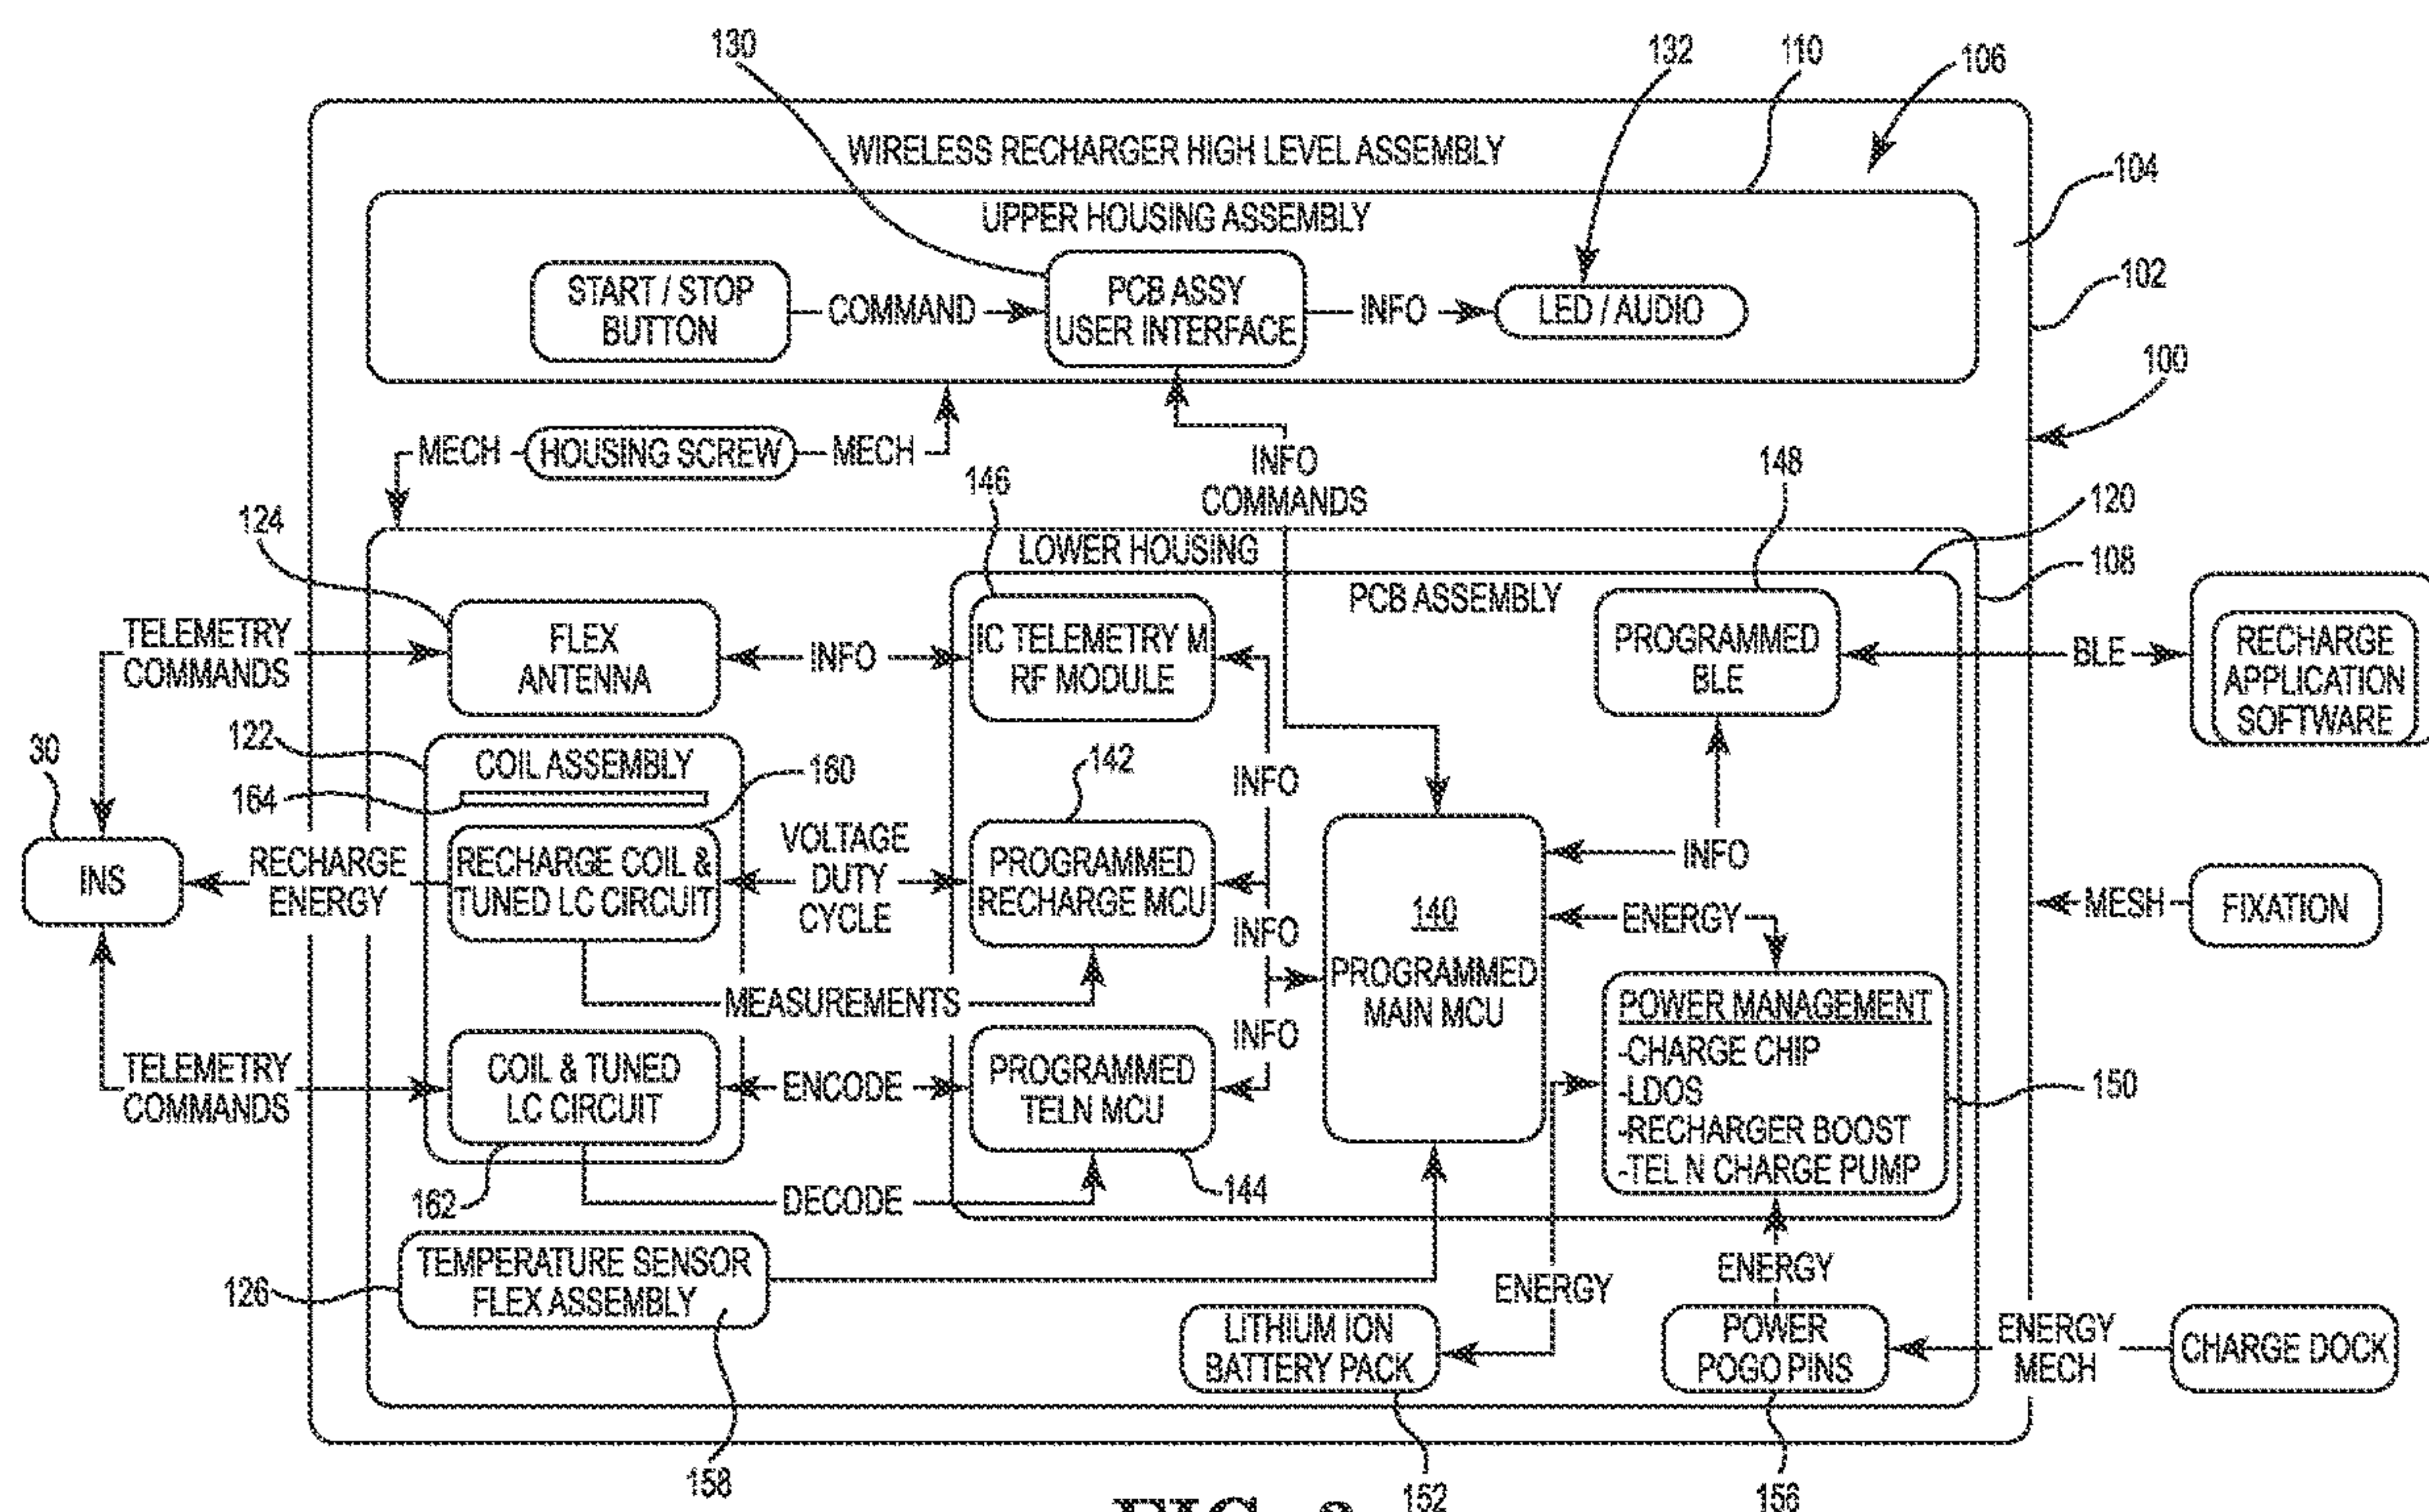 130
132
110
106
WIRELESS RECHARGER HIGH LEVEL ASSEMBLY
104
UPPER HOUSING ASSEMBLY
102
START / STOP
BUTTON
COMMAND
PCB ASSY
USER INTERFACE
INFO
LED / AUDIO
100
MECH
HOUSING SCREW
MECH
INFO
COMMANDS
146
148
120
124
LOWER HOUSING
108
PCB ASSEMBLY
TELEMETRY
COMMANDS
FLEX
ANTENNA
INFO
IC TELEMETRY M
RF MODULE
PROGRAMMED
BLE
BLE
RECHARGE
APPLICATION
SOFTWARE
122
30
COIL ASSEMBLY
160
142
164
INFO
INS
RECHARGE
ENERGY
RECHARGE COIL &
TUNED LC CIRCUIT
VOLTAGE
DUTY
CYCLE
PROGRAMMED
RECHARGE MCU
INFO
140
PROGRAMMED
MAIN MCU
INFO
ENERGY
MESH
FIXATION
MEASUREMENTS
INFO
POWER MANAGEMENT
-CHARGE CHIP
-LDOS
-RECHARGER BOOST
-TEL N CHARGE PUMP
150
TELEMETRY
COMMANDS
COIL & TUNED
LC CIRCUIT
ENCODE
PROGRAMMED
TELN MCU
162
DECODE
144
126
TEMPERATURE SENSOR
FLEX ASSEMBLY
ENERGY
ENERGY
LITHIUM ION
BATTERY PACK
POWER
POGO PINS
ENERGY
MECH
CHARGE DOCK
158
152
156